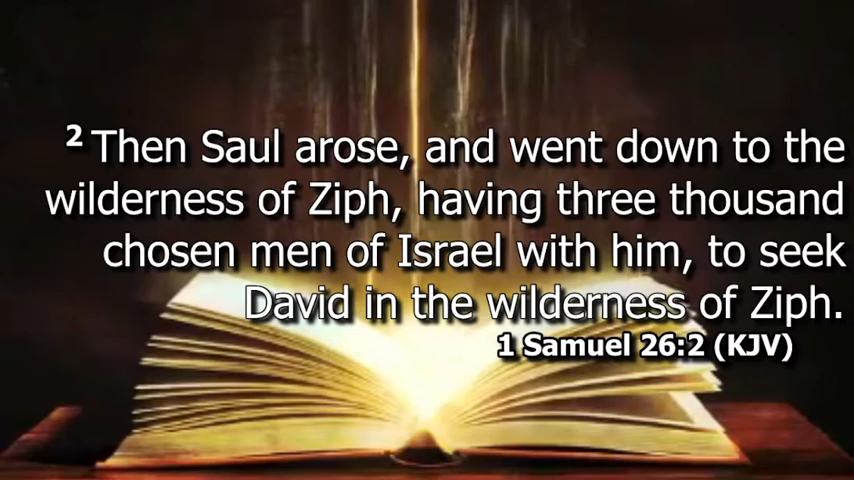 2 Then Saul arose, and went down to the
wilderness of Ziph, having three thousand
chosen men of Israel with him, to seek
David in the wilderness of Ziph.
1 Samuel 26:2 (KJV)